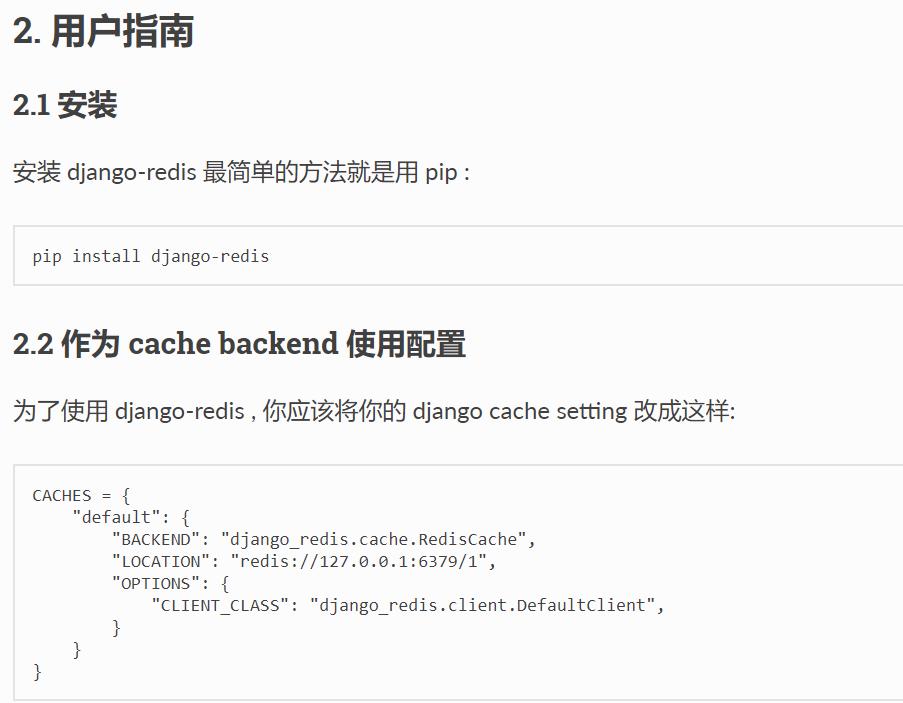 2. 用户指南
2.1 安装
安装 django-redis 最简单的方法就是用 pip :
pip install django-redis
2.2 作为 cache backend 使用配置
为了使用 django-redis , 你应该将你的 django cache setting 改成这样:
CACHES = {
    "default": {
        "BACKEND": "django_redis.cache.RedisCache",
        "LOCATION": "redis://127.0.0.1:6379/1",
        "OPTIONS": {
            "CLIENT_CLASS": "django_redis.client.DefaultClient",
        }
    }
}